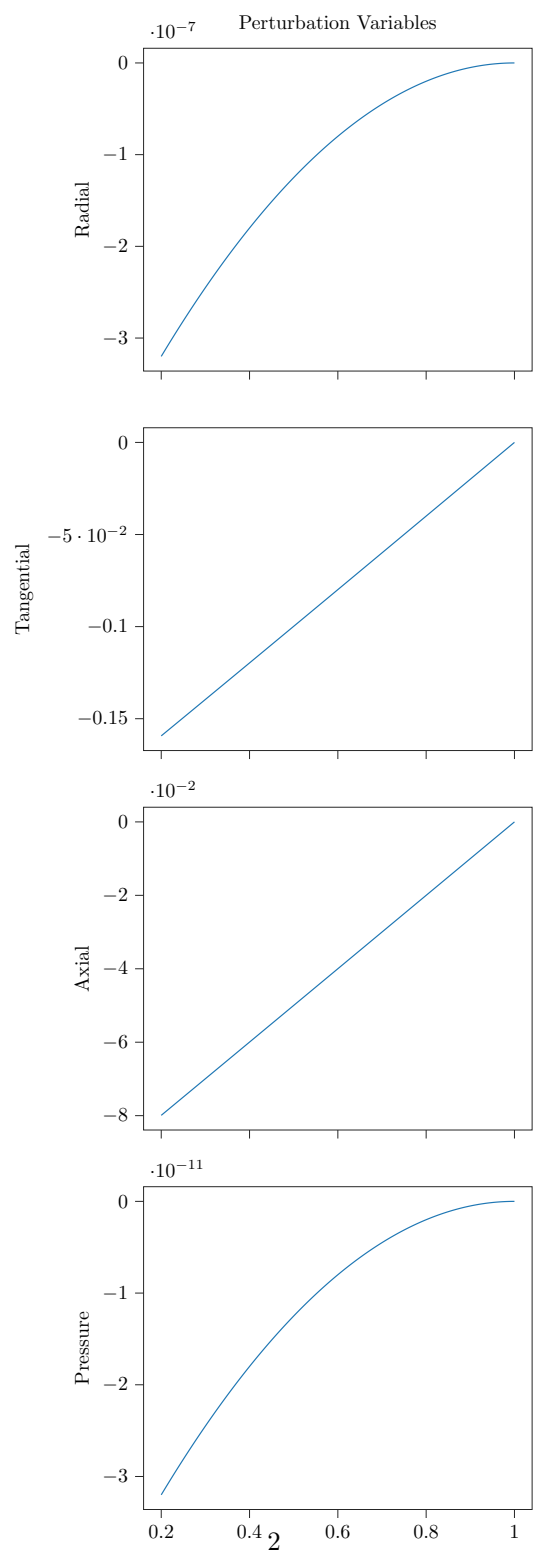 ·10⁻⁷
Perturbation Variables
0
−1
−2
−3
Radial
0
−5 · 10⁻²
−0.1
−0.15
Tangential
·10⁻²
0
−2
−4
−6
−8
Axial
·10⁻¹¹
0
−1
−2
−3
Pressure
0.2 0.4 0.6 0.8 1
2